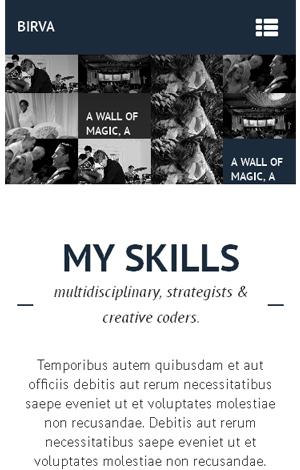 BIRVA
A WALL OF
MAGIC, A
A WALL OF
MAGIC, A
MY SKILLS
multidisciplinary, strategists &
creative coders.
Temporibus autem quibusdam et aut
officiis debitis aut rerum necessitatibus
saepe eveniet ut et voluptates molestiae
non recusandae. Debitis aut rerum
necessitatibus saepe eveniet ut et
voluptates molestiae non recusandae.